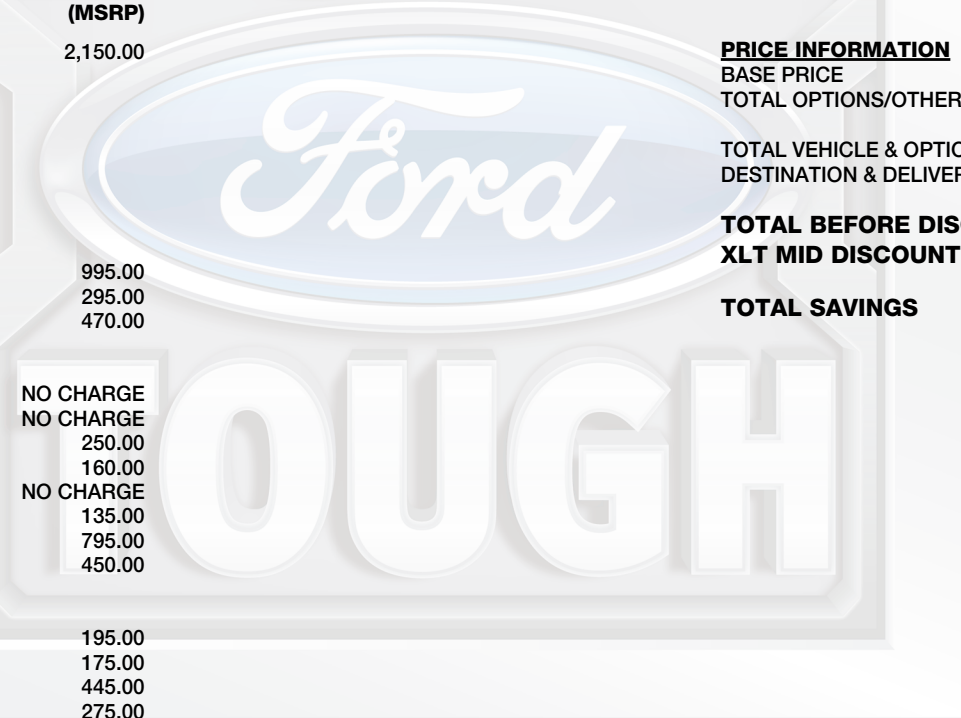 (MSRP)
2,150.00
995.00
295.00
470.00
NO CHARGE
NO CHARGE
250.00
160.00
NO CHARGE
135.00
795.00
450.00
195.00
175.00
445.00
275.00
PRICE INFORMATION
BASE PRICE
TOTAL OPTIONS/OTHER
TOTAL VEHICLE & OPTIO
DESTINATION & DELIVER
TOTAL BEFORE DISC
XLT MID DISCOUNT
TOTAL SAVINGS
Ford
TOUGH